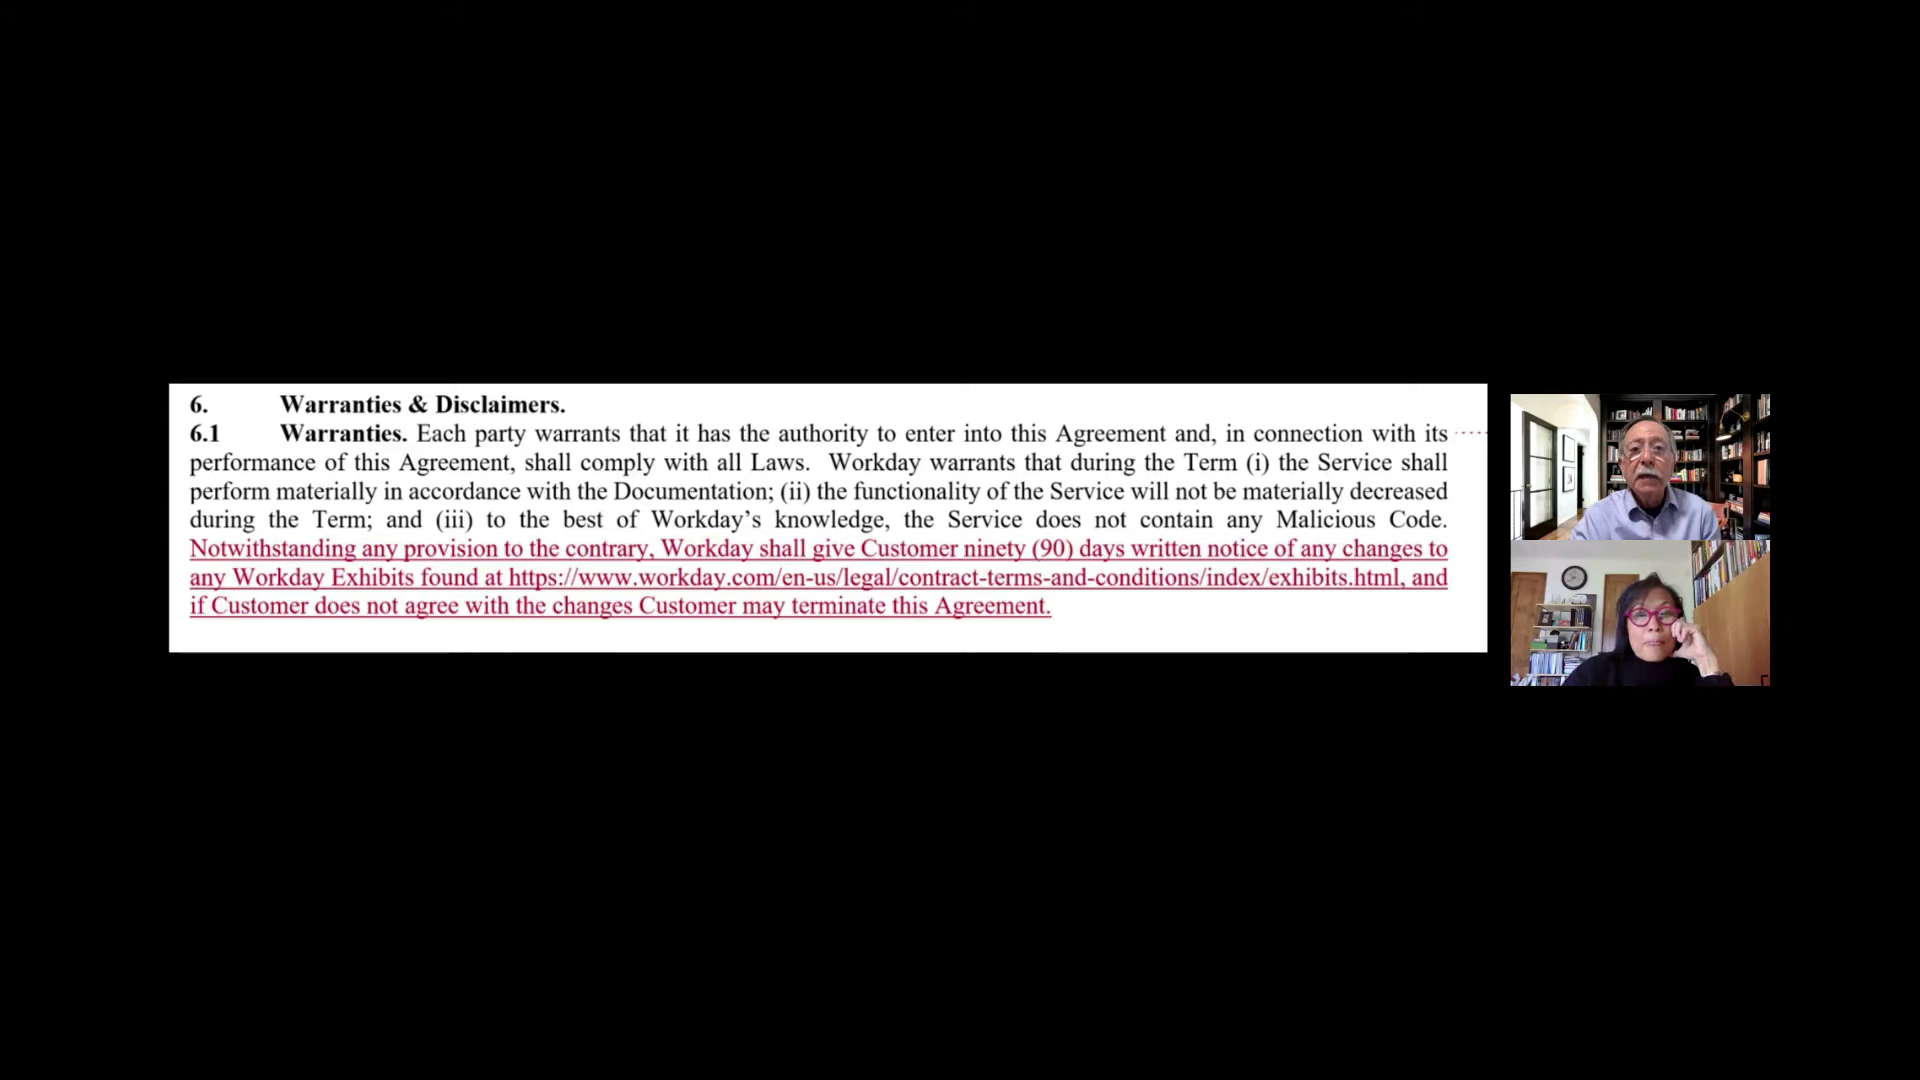 6. Warranties & Disclaimers.
6.1 Warranties. Each party warrants that it has the authority to enter into this Agreement and, in connection with its
performance of this Agreement, shall comply with all Laws. Workday warrants that during the Term (i) the Service shall
perform materially in accordance with the Documentation; (ii) the functionality of the Service will not be materially decreased
during the Term; and (iii) to the best of Workday’s knowledge, the Service does not contain any Malicious Code.
Notwithstanding any provision to the contrary, Workday shall give Customer ninety (90) days written notice of any changes to
any Workday Exhibits found at https://www.workday.com/en-us/legal/contract-terms-and-conditions/index/exhibits.html, and
if Customer does not agree with the changes Customer may terminate this Agreement.